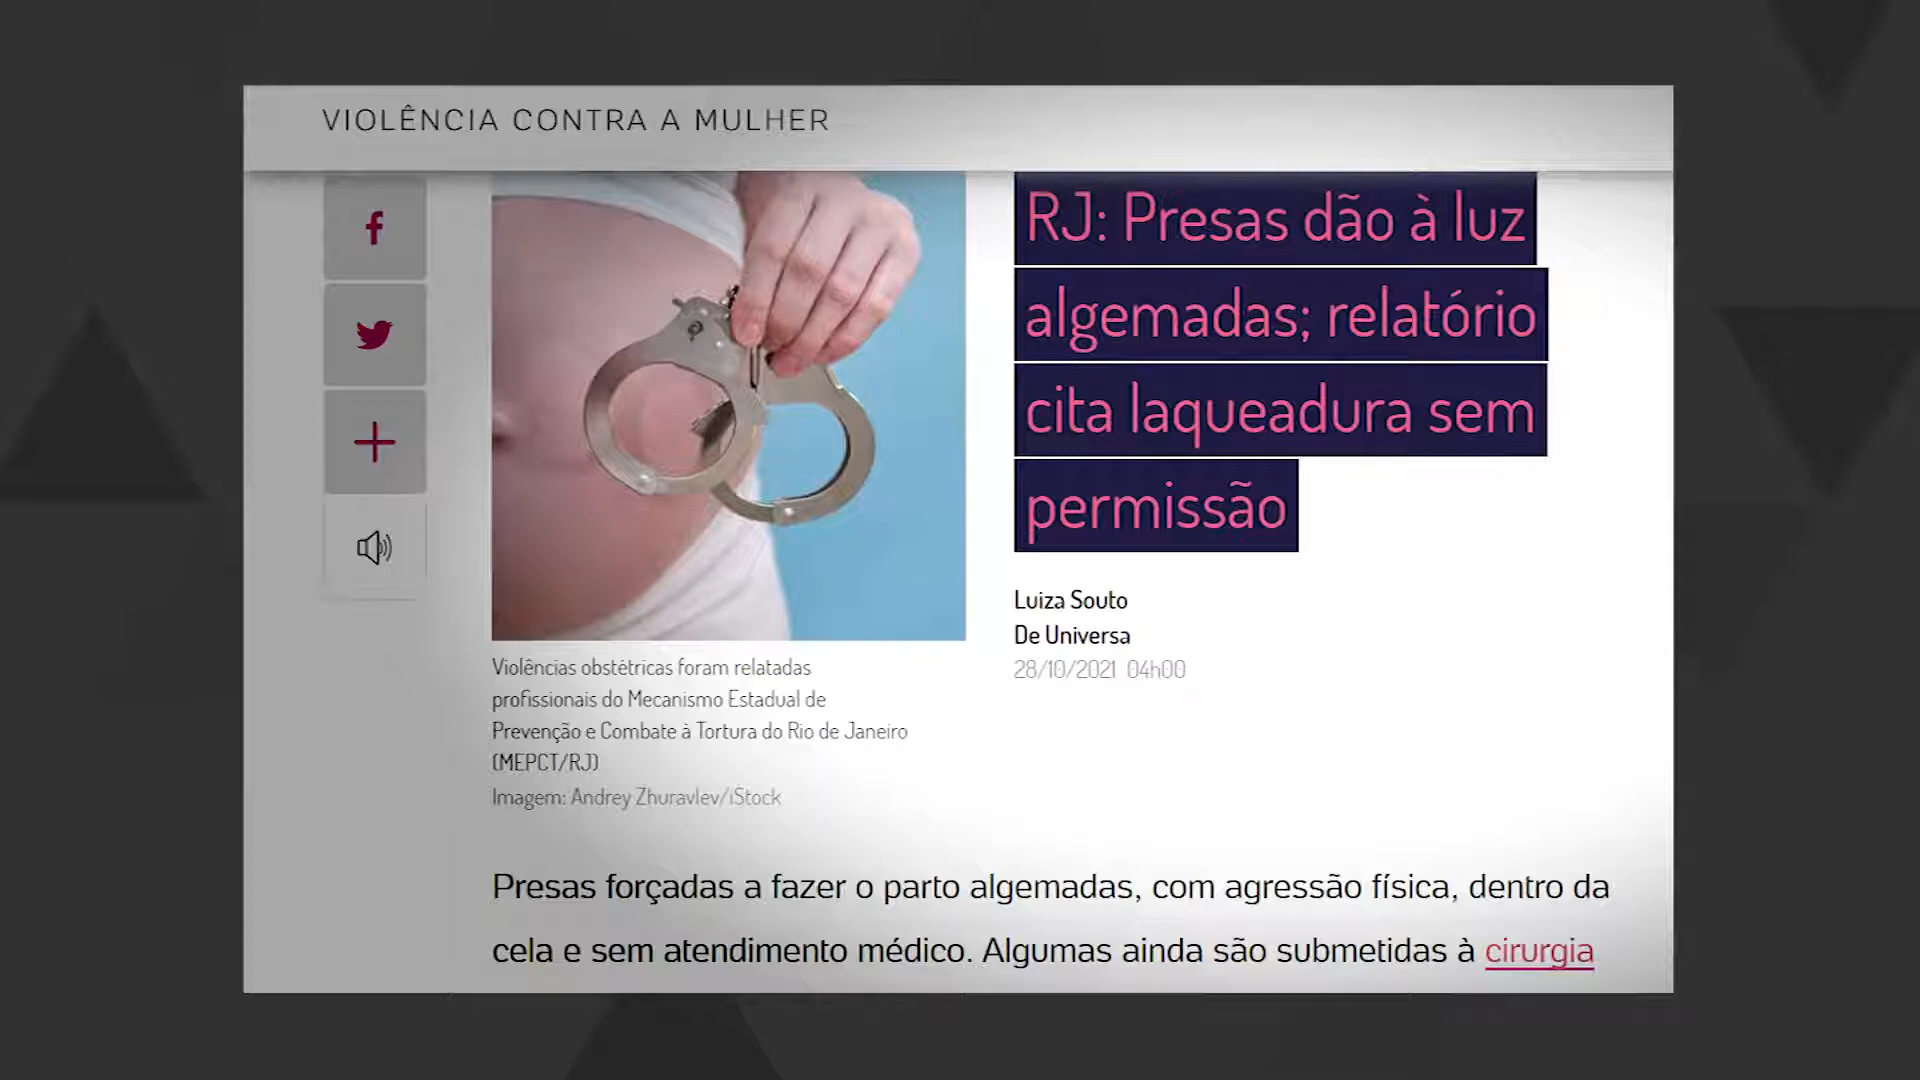 VIOLÊNCIA CONTRA A MULHER
RJ: Presas dão à luz
algemadas; relatório
cita laqueadura sem
permissão
Luiza Souto
De Universa
28/10/2021 04h00
Violências obstétricas foram relatadas
profissionais do Mecanismo Estadual de
Prevenção e Combate à Tortura do Rio de Janeiro
(MEPCT/RJ)
Imagem: Andrey Zhuravlev/iStock
Presas forçadas a fazer o parto algemadas, com agressão física, dentro da
cela e sem atendimento médico. Algumas ainda são submetidas à cirurgia